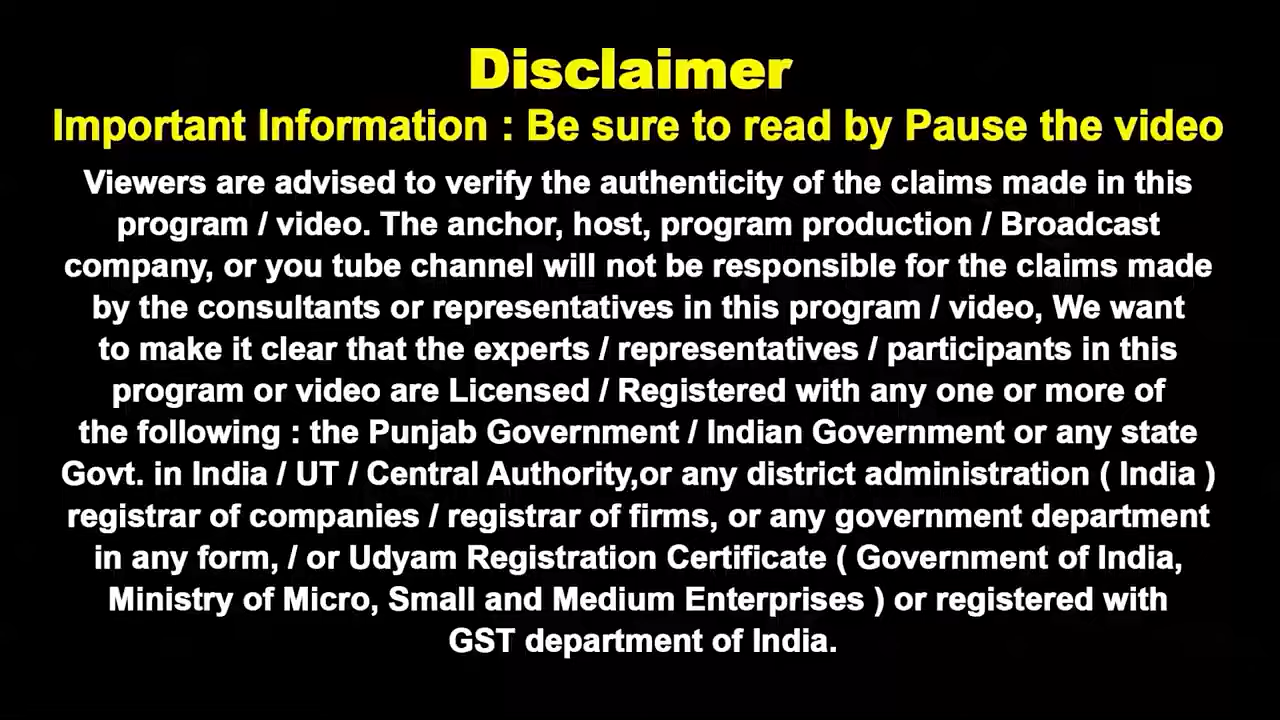 Disclaimer
Important Information : Be sure to read by Pause the video
Viewers are advised to verify the authenticity of the claims made in this
program / video. The anchor, host, program production / Broadcast
company, or you tube channel will not be responsible for the claims made
by the consultants or representatives in this program / video, We want
to make it clear that the experts / representatives / participants in this
program or video are Licensed / Registered with any one or more of
the following : the Punjab Government / Indian Government or any state
Govt. in India / UT / Central Authority,or any district administration ( India )
registrar of companies / registrar of firms, or any government department
in any form, / or Udyam Registration Certificate ( Government of India,
Ministry of Micro, Small and Medium Enterprises ) or registered with
GST department of India.